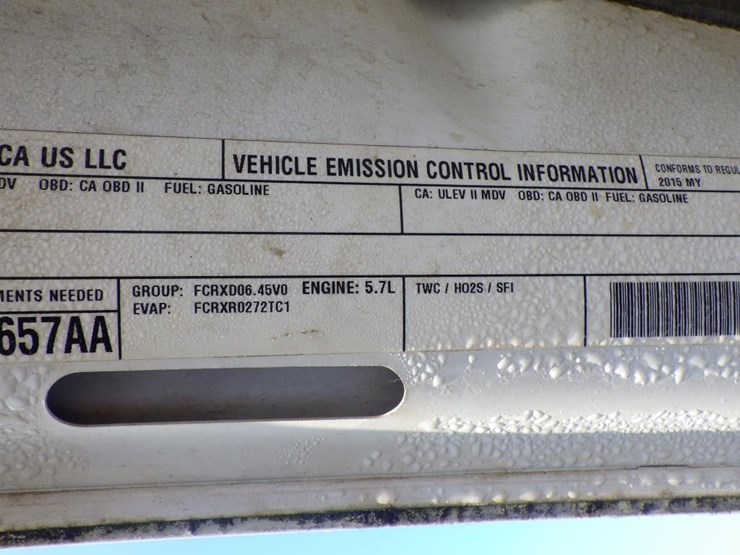 CA US LLC
VEHICLE EMISSION CONTROL INFORMATION
CONFORMS TO REGUL
2015 MY
DV OBD: CA OBD II FUEL: GASOLINE
CA: ULEV II MDV OBD: CA OBD II FUEL: GASOLINE
MENTS NEEDED
657AA
GROUP: FCRXD06.45V0 ENGINE: 5.7L
EVAP: FCRXR0272TC1
TWC / HO2S / SFI